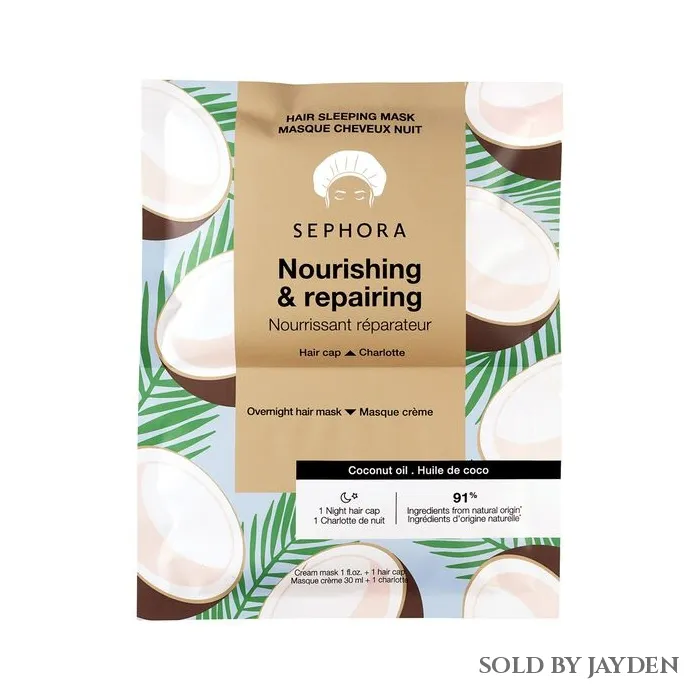 HAIR SLEEPING MASK
MASQUE CHEVEUX NUIT
SEPHORA
Nourishing
& repairing
Nourrissant réparateur
Hair cap ▲ Charlotte
Overnight hair mask ▼ Masque crème
Coconut oil . Huile de coco
1 Night hair cap
1 Charlotte de nuit
91%
Ingredients from natural origin*
Ingrédients d'origine naturelle*
Cream mask 1 fl.oz. + 1 hair cap
Masque crème 30 ml + 1 charlotte
SOLD BY JAYDEN